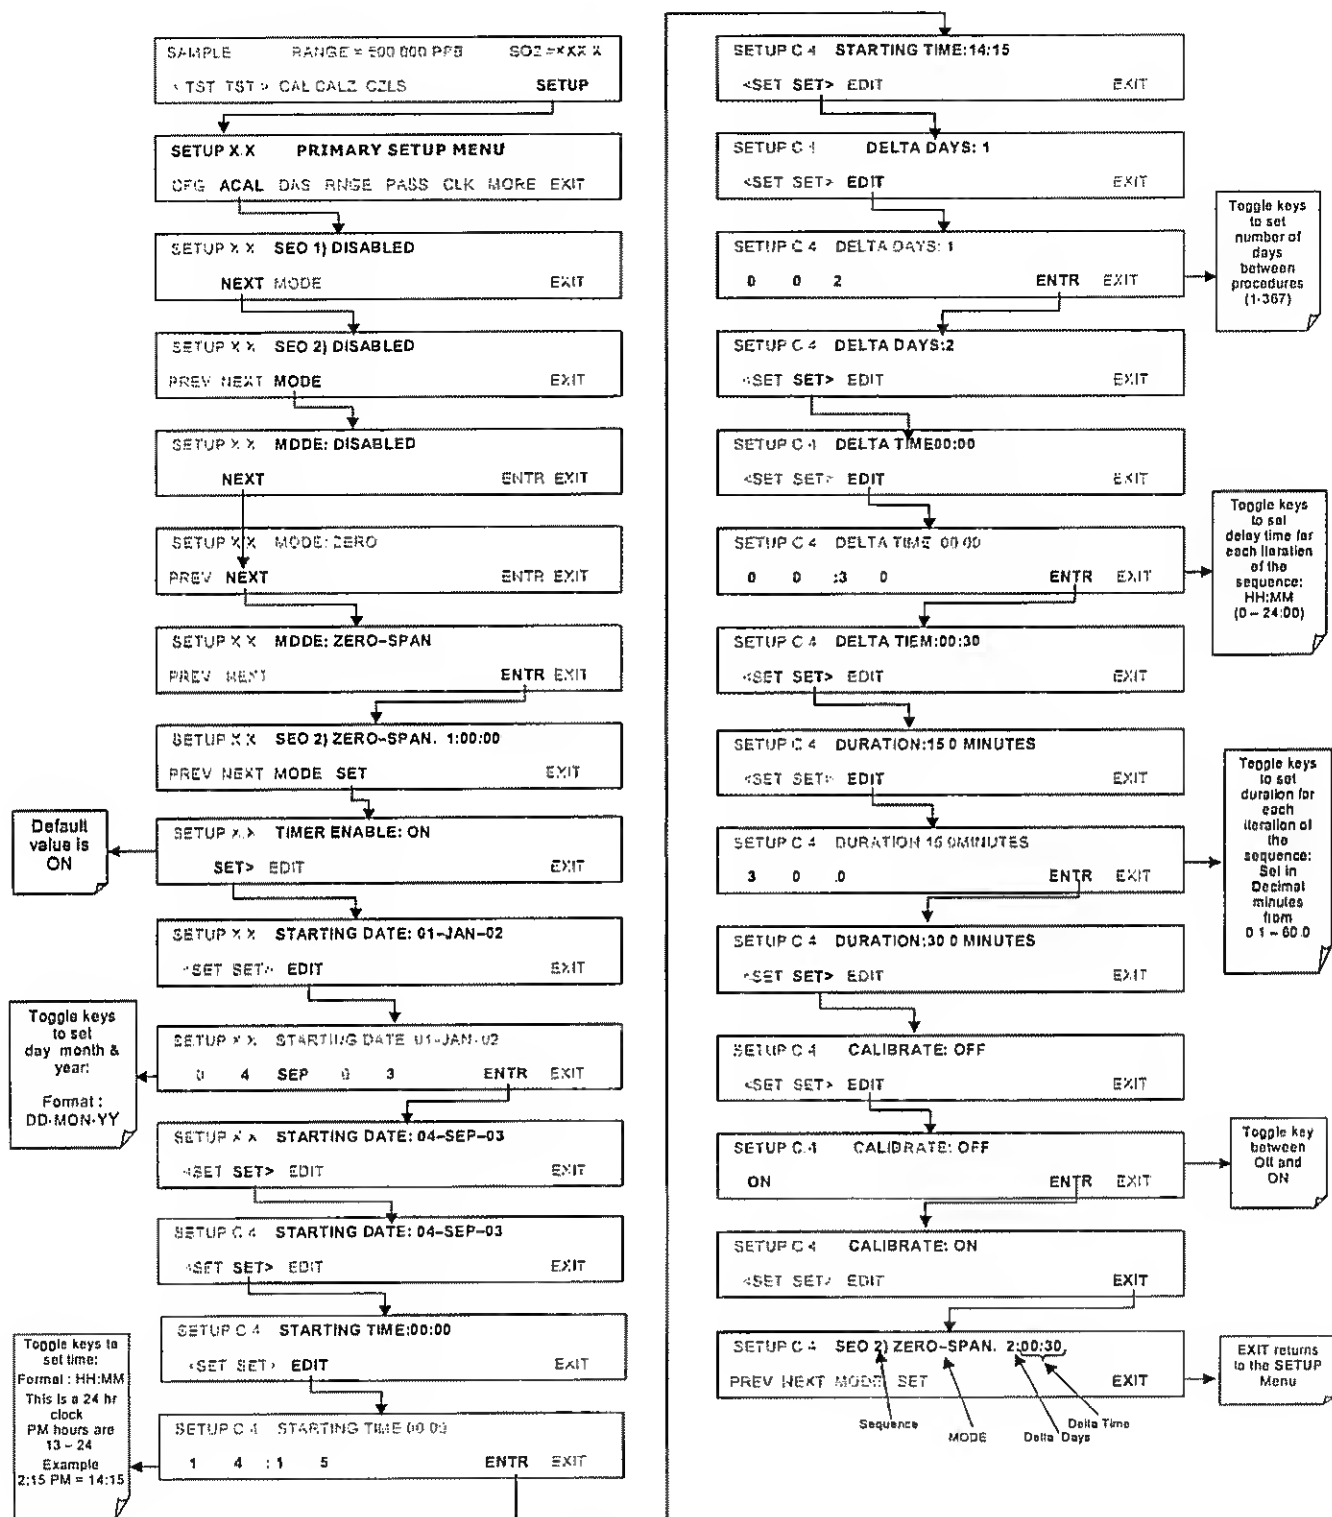 SAMPLE RANGE = 500.000 PPB SO2 =XXX.X
< TST TST > CAL CALZ CZLS SETUP
SETUP X.X PRIMARY SETUP MENU
CFG ACAL DAS RNGE PASS CLK MORE EXIT
SETUP X.X SEQ 1) DISABLED
NEXT MODE EXIT
SETUP X.X SEQ 2) DISABLED
PREV NEXT MODE EXIT
SETUP X.X MODE: DISABLED
NEXT ENTR EXIT
SETUP X.X MODE: ZERO
PREV NEXT ENTR EXIT
SETUP X.X MODE: ZERO–SPAN
PREV NEXT ENTR EXIT
SETUP X.X SEQ 2) ZERO–SPAN. 1:00:00
PREV NEXT MODE SET EXIT
Default
value is
ON
SETUP X.X TIMER ENABLE: ON
SET> EDIT EXIT
SETUP X.X STARTING DATE: 01–JAN–02
<SET SET> EDIT EXIT
Toggle keys
to set
day month &
year:
Format :
DD-MON-YY
SETUP X.X STARTING DATE 01–JAN–02
0 4 SEP 0 3 ENTR EXIT
SETUP X.X STARTING DATE: 04–SEP–03
<SET SET> EDIT EXIT
SETUP C.4 STARTING DATE: 04–SEP–03
<SET SET> EDIT EXIT
SETUP C.4 STARTING TIME:00:00
<SET SET> EDIT EXIT
Toggle keys to
set time:
Format : HH:MM
This is a 24 hr
clock
PM hours are
13 – 24
Example
2:15 PM = 14:15
SETUP C.4 STARTING TIME 00:00
1 4 : 1 5 ENTR EXIT
SETUP C.4 STARTING TIME:14:15
<SET SET> EDIT EXIT
SETUP C.4 DELTA DAYS: 1
<SET SET> EDIT EXIT
Toggle keys
to set
number of
days
between
procedures
(1-367)
SETUP C.4 DELTA DAYS: 1
0 0 2 ENTR EXIT
SETUP C.4 DELTA DAYS:2
<SET SET> EDIT EXIT
SETUP C.4 DELTA TIME00:00
<SET SET> EDIT EXIT
Toggle keys
to set
delay time for
each iteration
of the
sequence:
HH:MM
(0 – 24:00)
SETUP C.4 DELTA TIME 00:00
0 0 :3 0 ENTR EXIT
SETUP C.4 DELTA TIEM:00:30
<SET SET> EDIT EXIT
SETUP C.4 DURATION:15.0 MINUTES
<SET SET> EDIT EXIT
Toggle keys
to set
duration for
each
iteration of
the
sequence:
Set in
Decimal
minutes
from
0.1 – 60.0
SETUP C.4 DURATION 15.0MINUTES
3 0 .0 ENTR EXIT
SETUP C.4 DURATION:30.0 MINUTES
<SET SET> EDIT EXIT
SETUP C.4 CALIBRATE: OFF
<SET SET> EDIT EXIT
Toggle key
between
Off and
ON
SETUP C.4 CALIBRATE: OFF
ON ENTR EXIT
SETUP C.4 CALIBRATE: ON
<SET SET> EDIT EXIT
SETUP C.4 SEQ 2) ZERO–SPAN. 2:00:30
PREV NEXT MODE SET EXIT
EXIT returns
to the SETUP
Menu
Sequence MODE Delta Days Delta Time